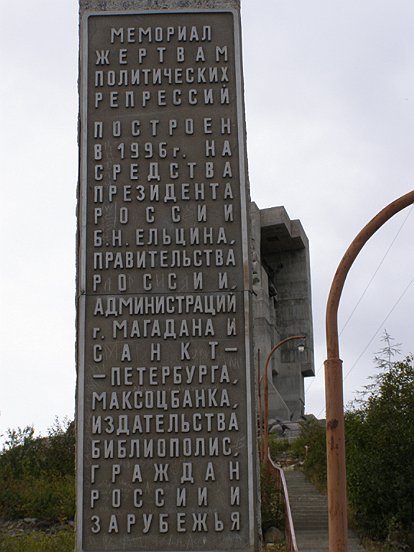 МЕМОРИАЛ
ЖЕРТВАМ
ПОЛИТИЧЕСКИХ
РЕПРЕССИЙ
ПОСТРОЕН
В 1996г. НА
СРЕДСТВА
ПРЕЗИДЕНТА
РОССИИ
Б.Н. ЕЛЬЦИНА,
ПРАВИТЕЛЬСТВА
РОССИИ,
АДМИНИСТРАЦИЙ
г. МАГАДАНА И
САНКТ–
–ПЕТЕРБУРГА,
МАКСОЦБАНКА,
ИЗДАТЕЛЬСТВА
БИБЛИОПОЛИС,
ГРАЖДАН
РОССИИ И
ЗАРУБЕЖЬЯ